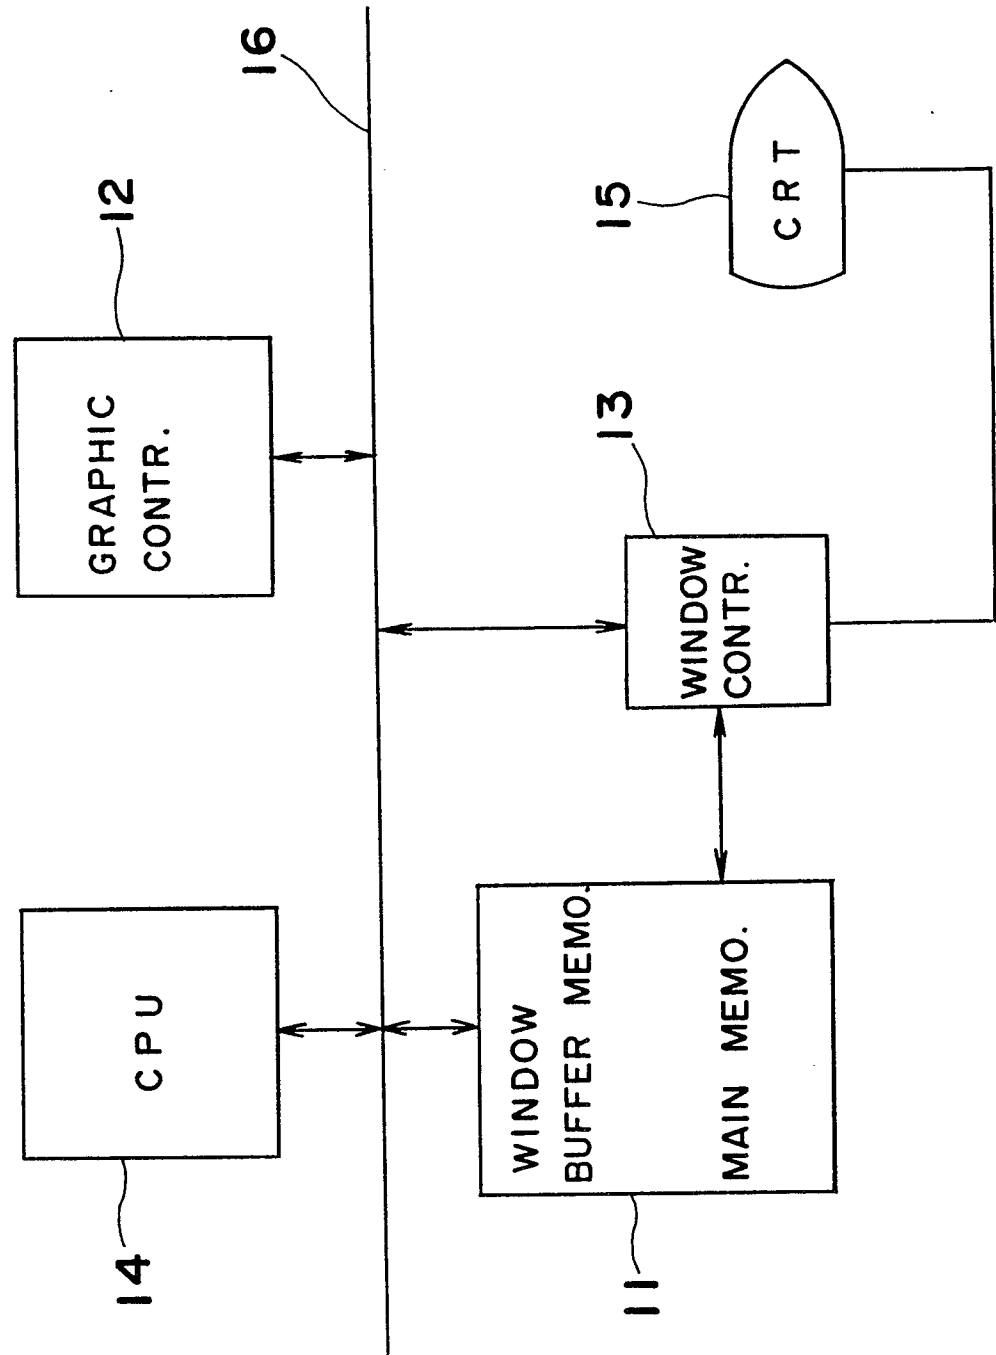 14
CPU
12
GRAPHIC
CONTR.
16
11
WINDOW
BUFFER MEMO.
MAIN MEMO.
13
WINDOW
CONTR.
15
CRT